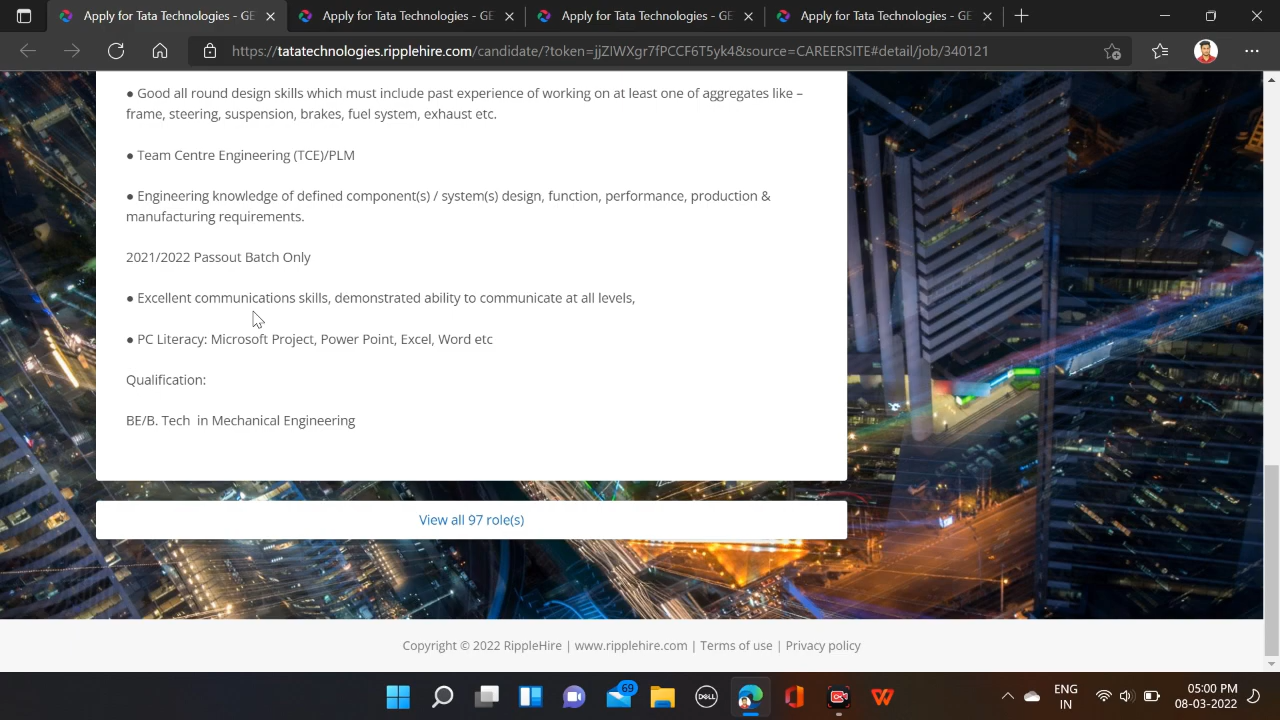 Apply for Tata Technologies - GE
Apply for Tata Technologies - GE
Apply for Tata Technologies - GE
Apply for Tata Technologies - GE
https://tatatechnologies.ripplehire.com/candidate/?token=jjZIWXgr7fPCCF6T5yk4&source=CAREERSITE#detail/job/340121
● Good all round design skills which must include past experience of working on at least one of aggregates like –
frame, steering, suspension, brakes, fuel system, exhaust etc.
● Team Centre Engineering (TCE)/PLM
● Engineering knowledge of defined component(s) / system(s) design, function, performance, production &
manufacturing requirements.
2021/2022 Passout Batch Only
● Excellent communications skills, demonstrated ability to communicate at all levels,
● PC Literacy: Microsoft Project, Power Point, Excel, Word etc
Qualification:
BE/B. Tech  in Mechanical Engineering
View all 97 role(s)
Copyright © 2022 RippleHire | www.ripplehire.com | Terms of use | Privacy policy
69
DELL
ENG
IN
05:00 PM
08-03-2022